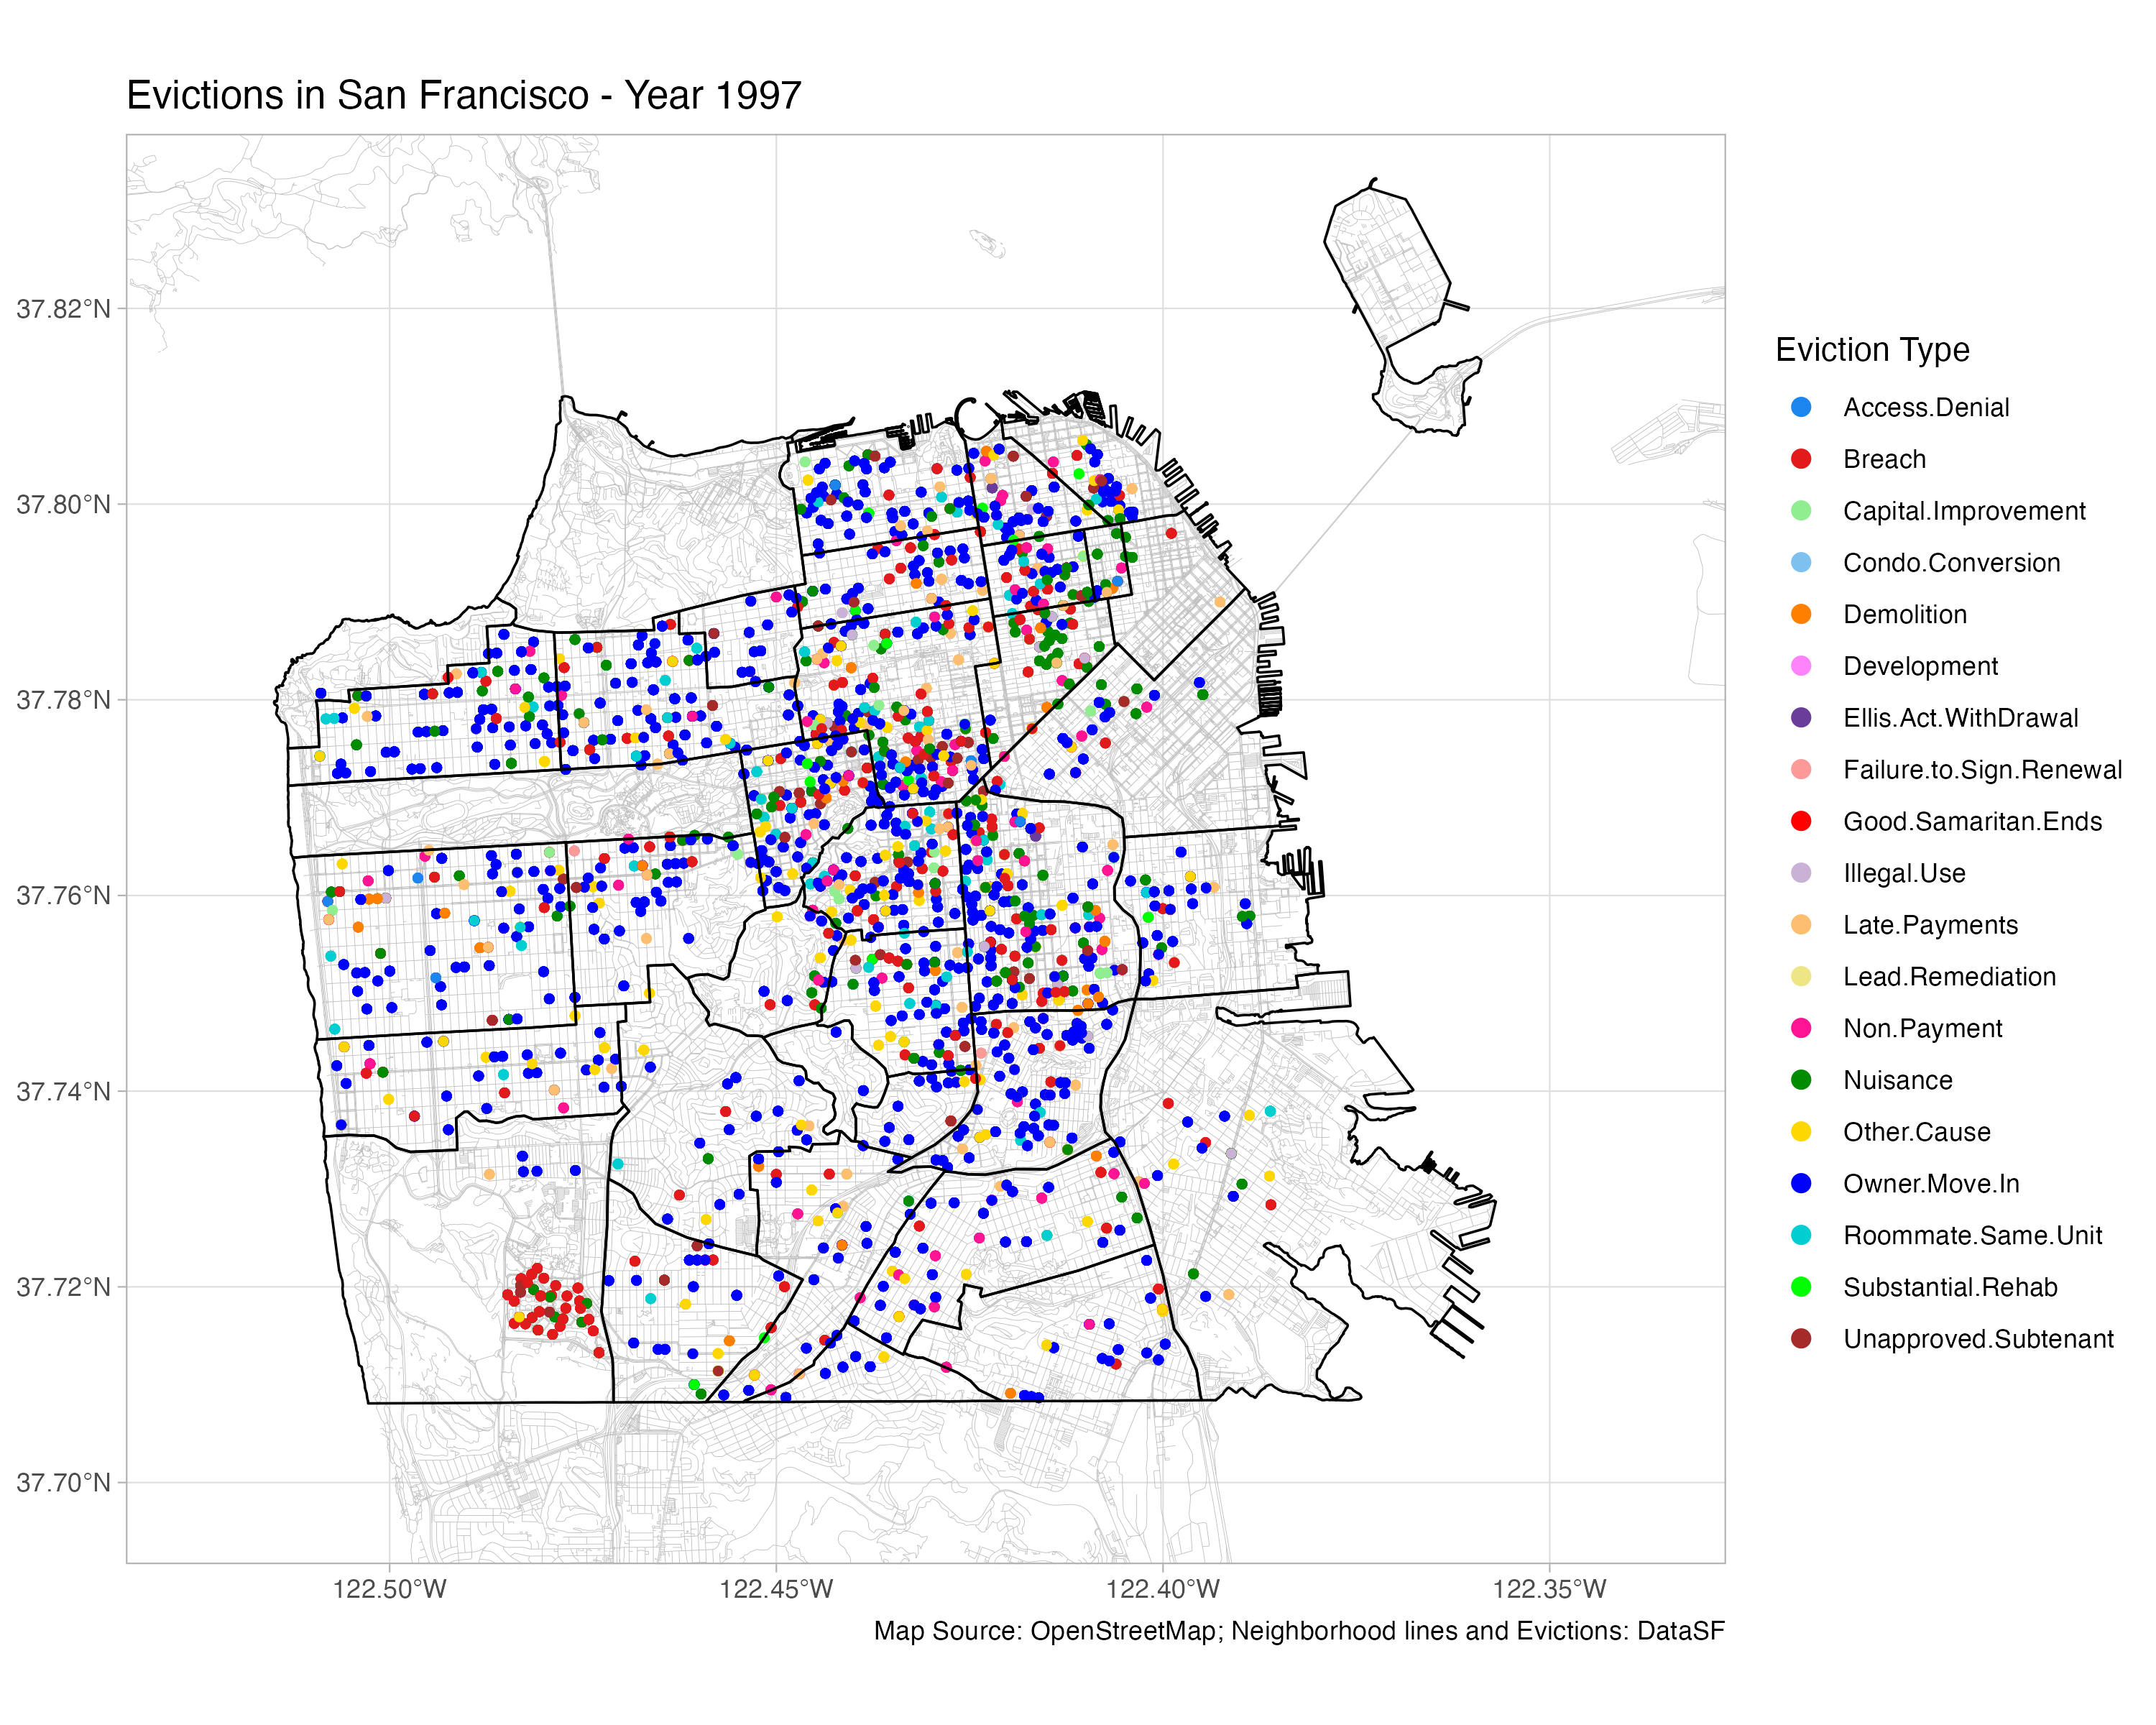 Evictions in San Francisco - Year 1997
37.82°N
37.80°N
37.78°N
37.76°N
37.74°N
37.72°N
37.70°N
122.50°W
122.45°W
122.40°W
122.35°W
Eviction Type
Access.Denial
Breach
Capital.Improvement
Condo.Conversion
Demolition
Development
Ellis.Act.WithDrawal
Failure.to.Sign.Renewal
Good.Samaritan.Ends
Illegal.Use
Late.Payments
Lead.Remediation
Non.Payment
Nuisance
Other.Cause
Owner.Move.In
Roommate.Same.Unit
Substantial.Rehab
Unapproved.Subtenant
Map Source: OpenStreetMap; Neighborhood lines and Evictions: DataSF